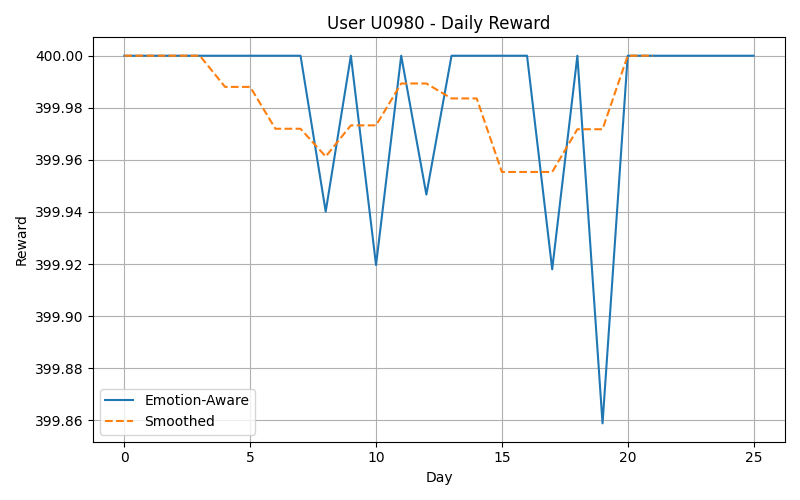 User U0980 - Daily Reward
400.00
399.98
399.96
399.94
399.92
399.90
399.88
399.86
Reward
Emotion-Aware
Smoothed
0 5 10 15 20 25
Day